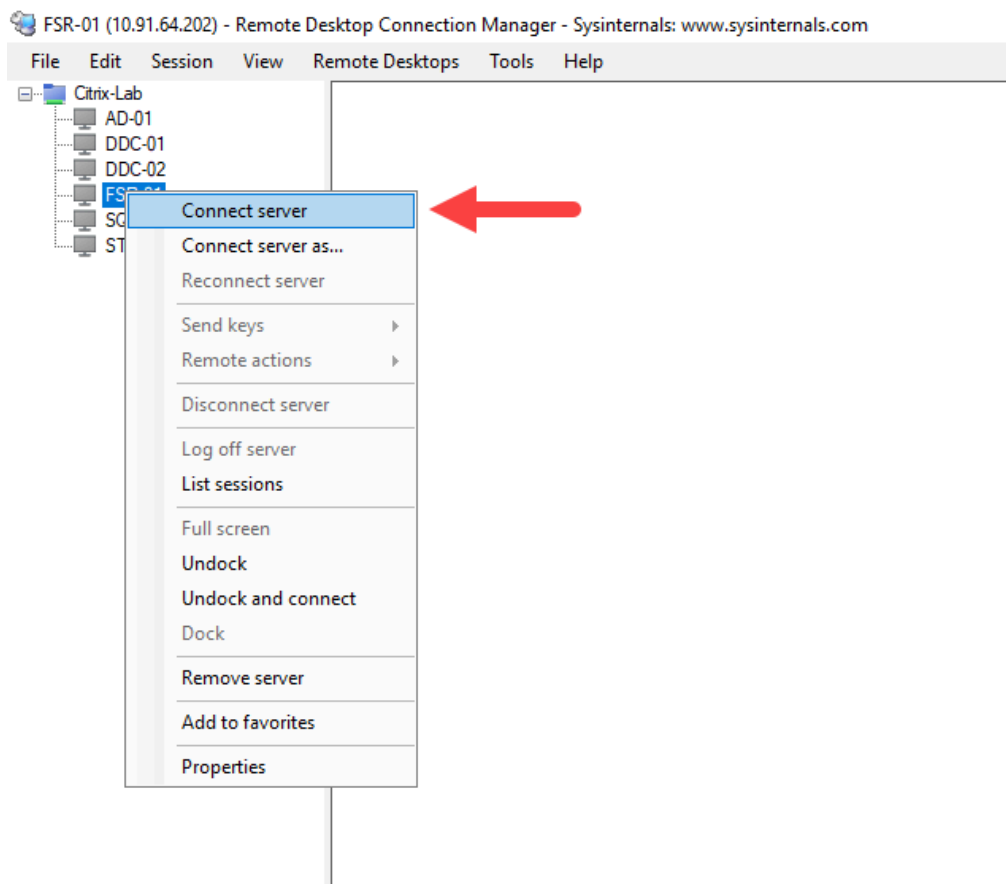 FSR-01 (10.91.64.202) - Remote Desktop Connection Manager - Sysinternals: www.sysinternals.com
File Edit Session View Remote Desktops Tools Help
Citrix-Lab
AD-01
DDC-01
DDC-02
FSR-01
Connect server
Connect server as...
Reconnect server
Send keys
Remote actions
Disconnect server
Log off server
List sessions
Full screen
Undock
Undock and connect
Dock
Remove server
Add to favorites
Properties